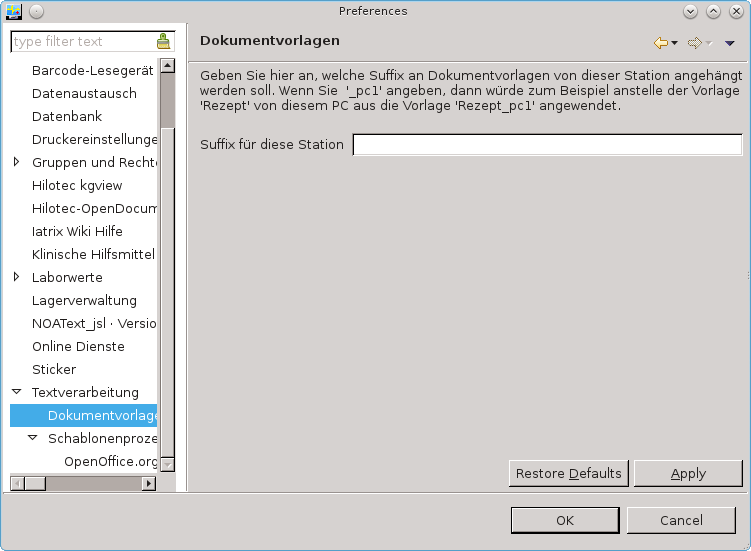 Preferences
type filter text
Barcode-Lesegerät
Datenaustausch
Datenbank
Druckereinstellunge
Gruppen und Rechte
Hilotec kgview
Hilotec-OpenDocum
Iatrix Wiki Hilfe
Klinische Hilfsmittel
Laborwerte
Lagerverwaltung
NOAText_jsl · Versio
Online Dienste
Sticker
Textverarbeitung
Dokumentvorlage
Schablonenproze
OpenOffice.org
Dokumentvorlagen
Geben Sie hier an, welche Suffix an Dokumentvorlagen von dieser Station angehängt
werden soll. Wenn Sie '_pc1' angeben, dann würde zum Beispiel anstelle der Vorlage
'Rezept' von diesem PC aus die Vorlage 'Rezept_pc1' angewendet.
Suffix für diese Station
Restore Defaults
Apply
OK
Cancel